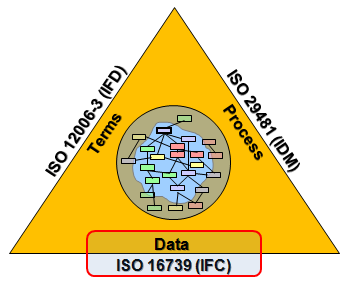 ISO 12006-3 (IFD)
Terms
ISO 29481 (IDM)
Process
Data
ISO 16739 (IFC)